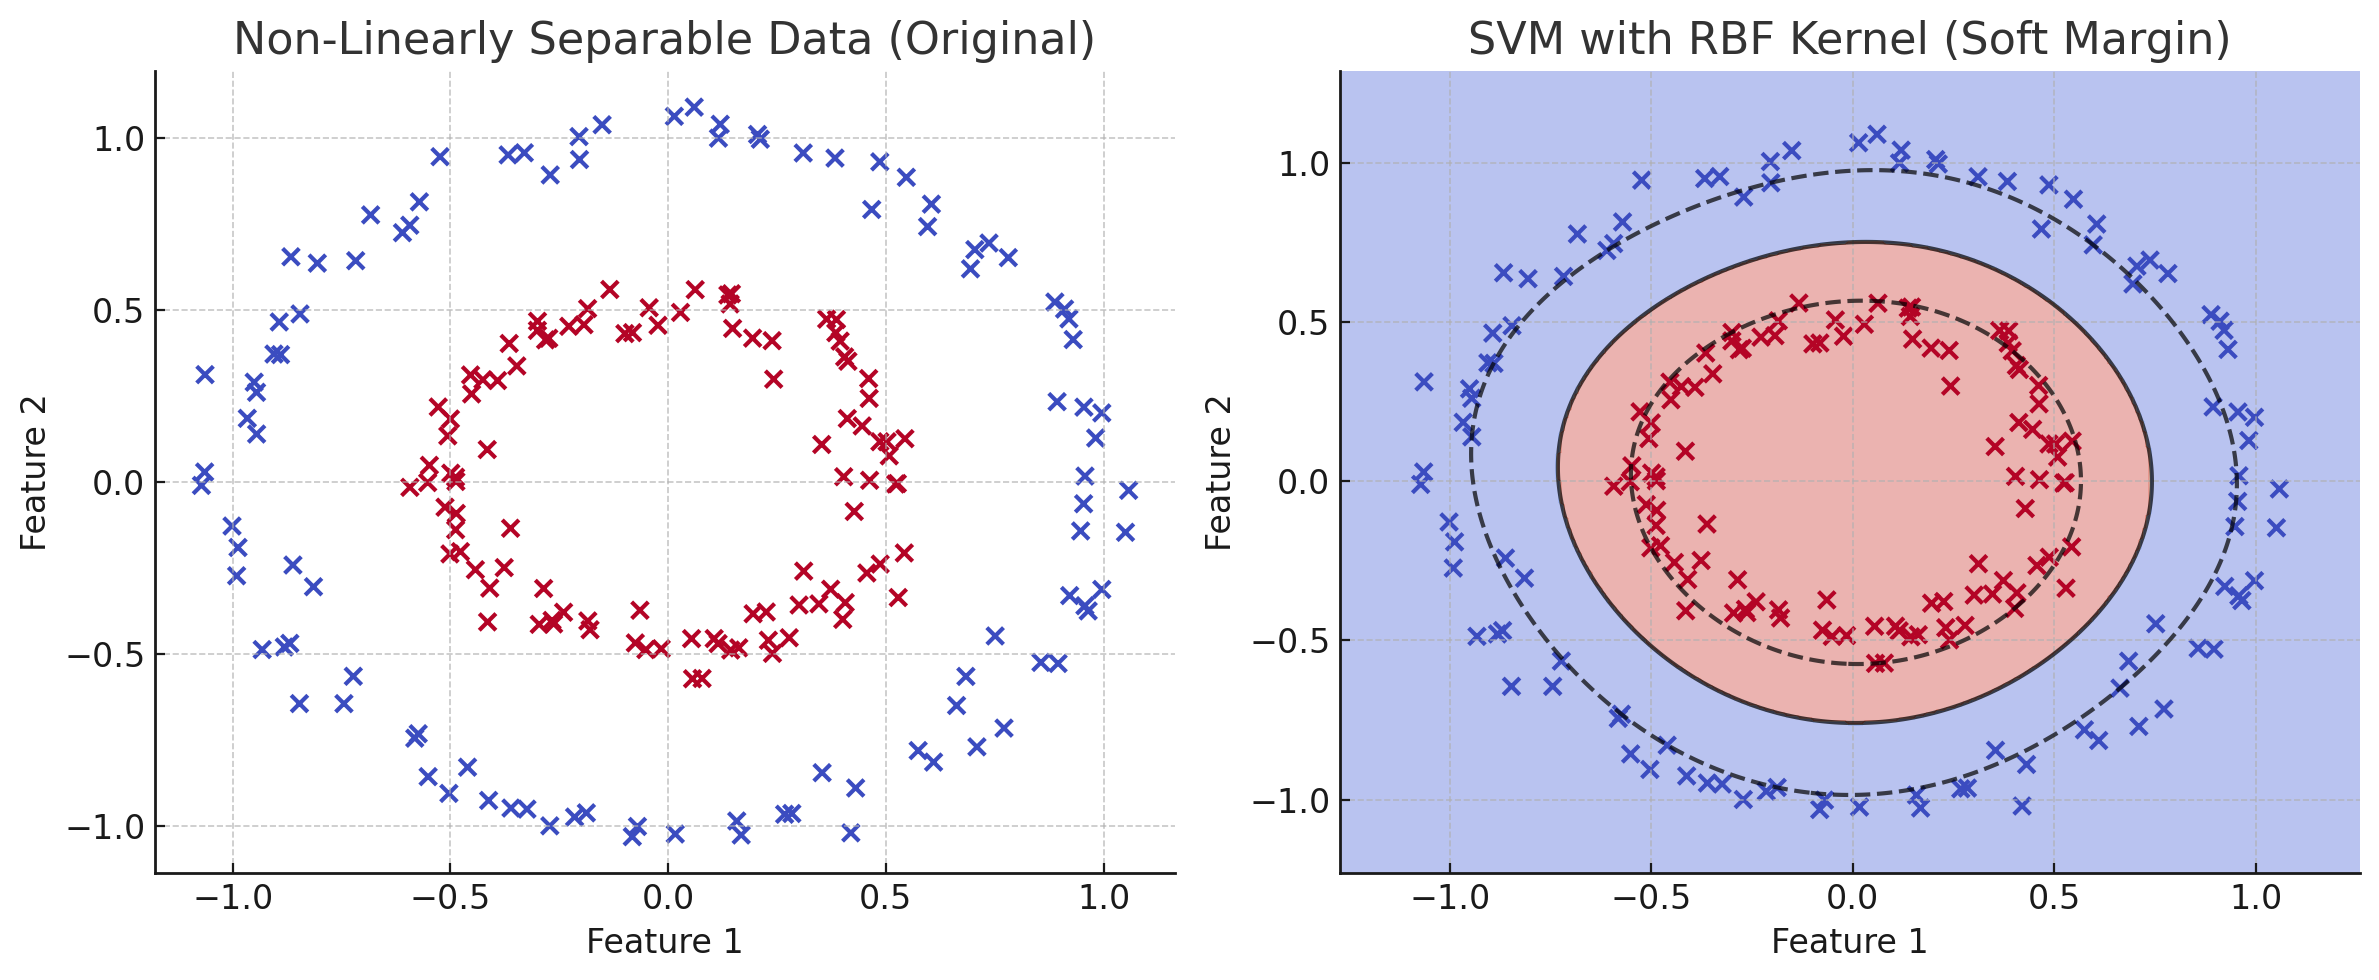 Non-Linearly Separable Data (Original)
1.0
0.5
0.0
−0.5
−1.0
Feature 2
−1.0 −0.5 0.0 0.5 1.0
Feature 1
SVM with RBF Kernel (Soft Margin)
1.0
0.5
0.0
−0.5
−1.0
Feature 2
−1.0 −0.5 0.0 0.5 1.0
Feature 1